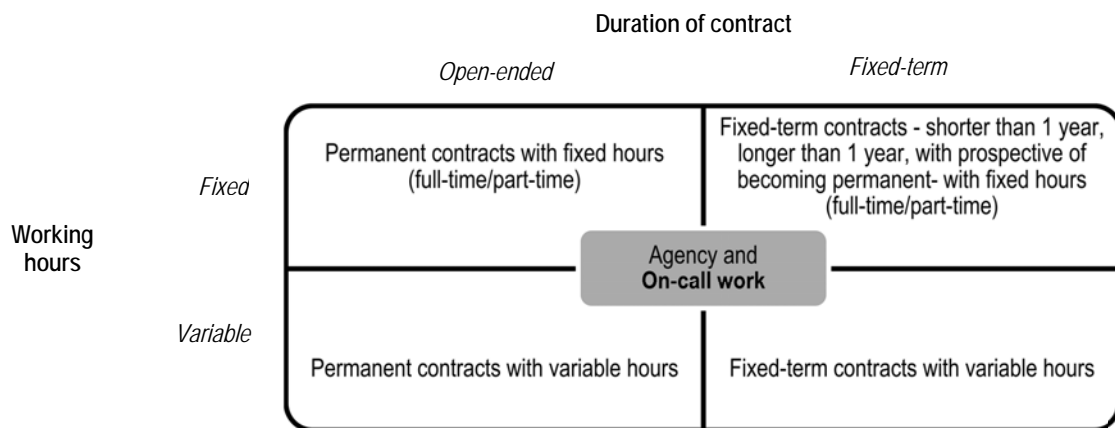 Duration of contract
Open-ended
Fixed-term
Fixed
Permanent contracts with fixed hours
(full-time/part-time)
Fixed-term contracts - shorter than 1 year,
longer than 1 year, with prospective of
becoming permanent- with fixed hours
(full-time/part-time)
Working
hours
Agency and
On-call work
Variable
Permanent contracts with variable hours
Fixed-term contracts with variable hours